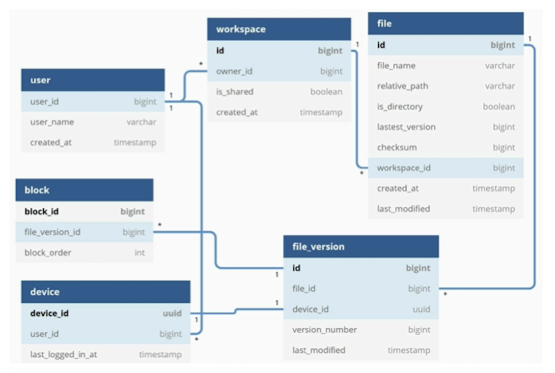 workspace
id bigint
owner_id bigint
is_shared boolean
created_at timestamp
file
id bigint
file_name varchar
relative_path varchar
is_directory boolean
lastest_version bigint
checksum bigint
workspace_id bigint
created_at timestamp
last_modified timestamp
user
user_id bigint
user_name varchar
created_at timestamp
block
block_id bigint
file_version_id bigint
block_order int
file_version
id bigint
file_id bigint
device_id uuid
version_number bigint
last_modified timestamp
device
device_id uuid
user_id bigint
last_logged_in_at timestamp
1
1
*
1
1
*
*
1
*
1
1
*